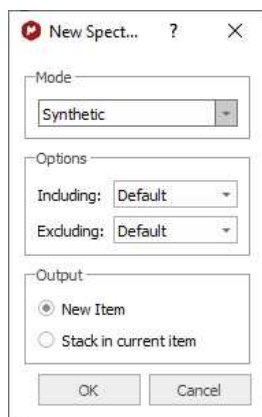 New Spect... ?
Mode
Synthetic
Options
Including: Default
Excluding: Default
Output
New Item
Stack in current item
OK Cancel